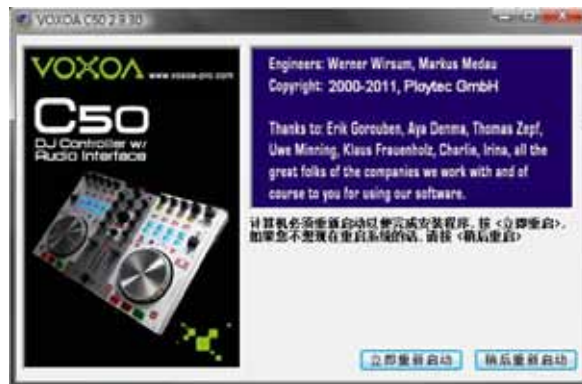 VOXOA C50 2.9.30
VOXOA www.voxoa-pro.com
C50
DJ Controller w/
Audio Interface
Engineers: Werner Wirsum, Markus Medau
Copyright: 2000-2011, Ploytec GmbH
Thanks to: Erik Gorouben, Aya Denma, Thomas Zepf,
Uwe Minning, Klaus Frauenholz, Charlie, Irina, all the
great folks of the companies we work with and of
course to you for using our software.
计算机必须重新启动以便完成安装程序. 按 <立即重启>.
如果您不想现在重启系统的话. 请按 <稍后重启>
立即重新启动
稍后重新启动